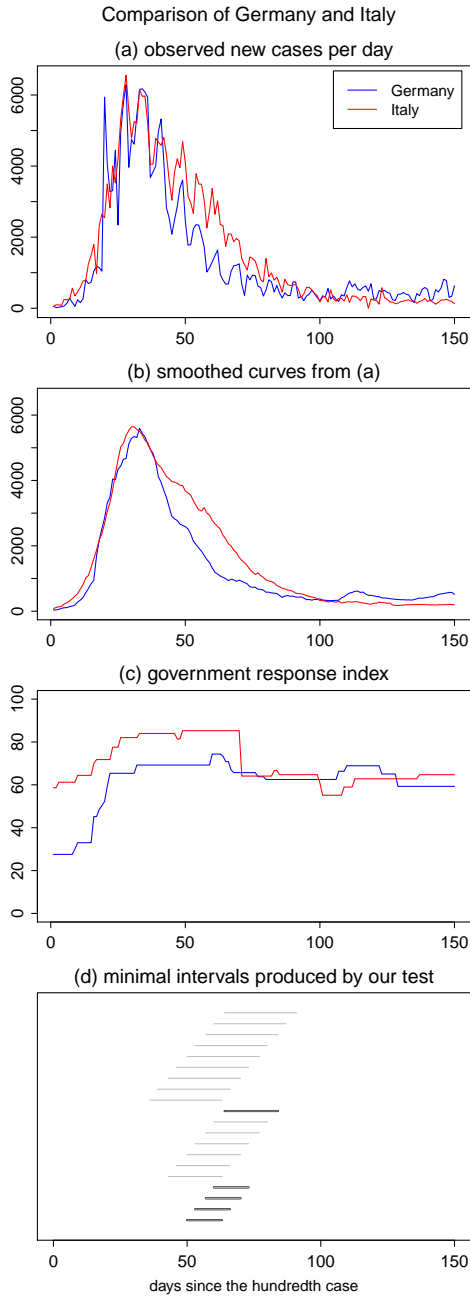 Comparison of Germany and Italy
(a) observed new cases per day
Germany
Italy
6000
4000
2000
0
0 50 100 150
(b) smoothed curves from (a)
6000
4000
2000
0
0 50 100 150
(c) government response index
100
80
60
40
20
0
0 50 100 150
(d) minimal intervals produced by our test
0 50 100 150
days since the hundredth case